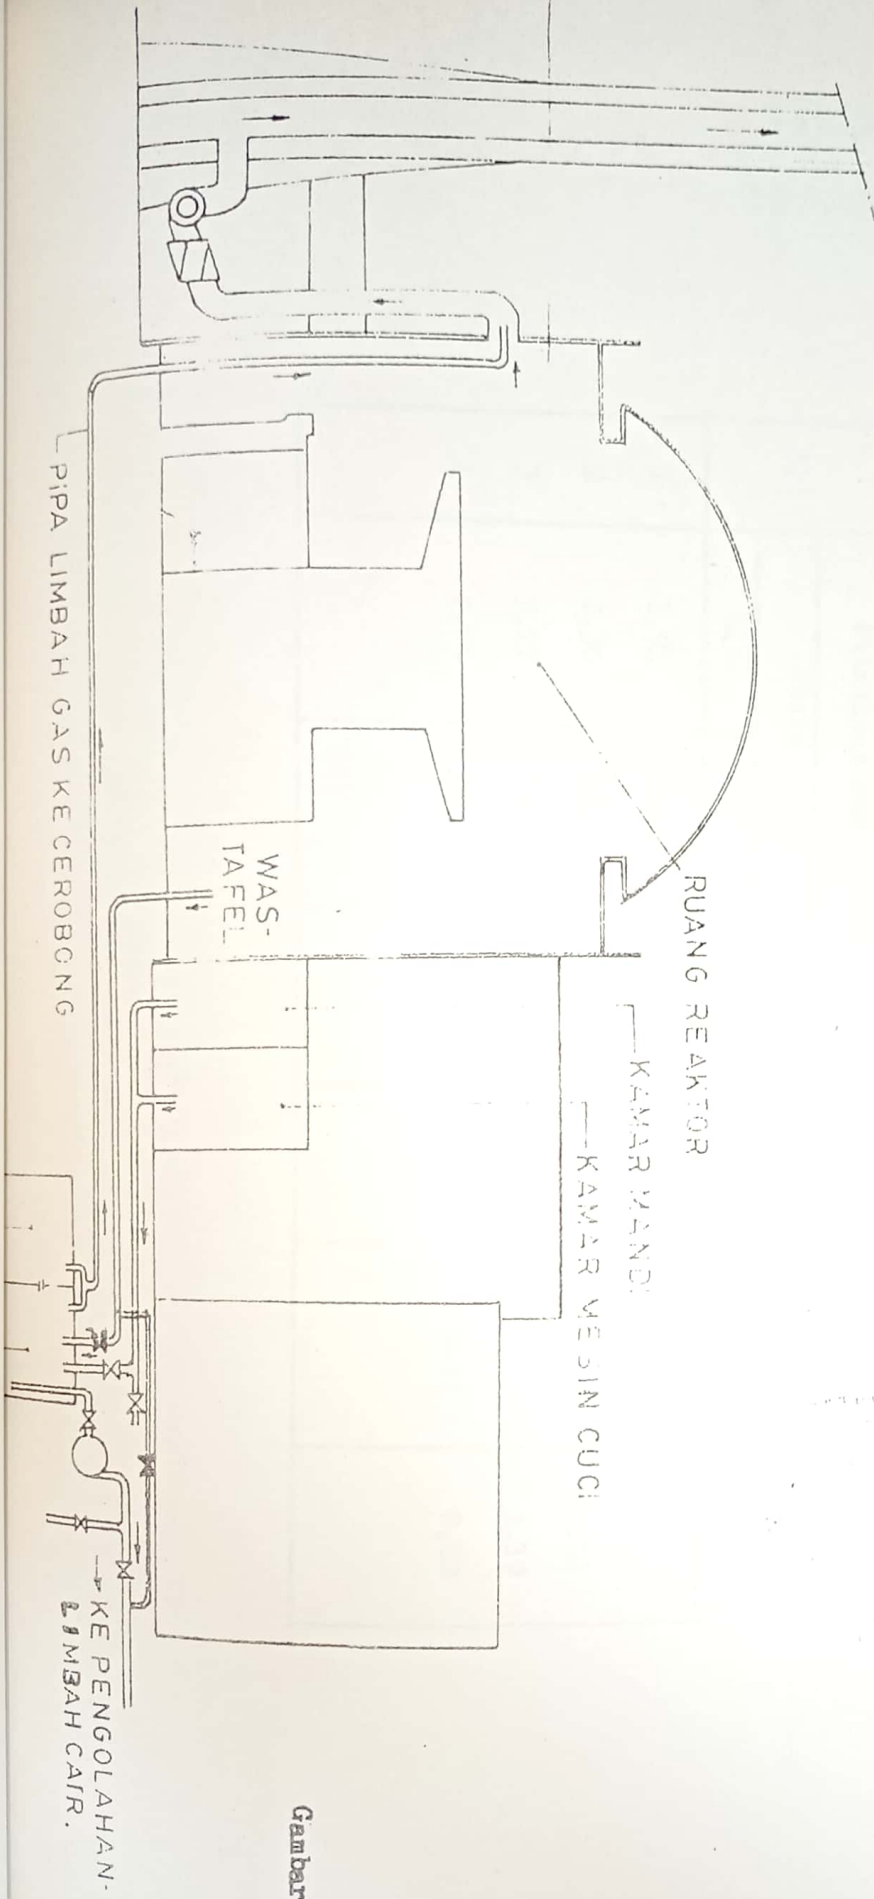 RUANG REAKTOR
KAMAR MANDI
KAMAR MESIN CUCI
WAS-
TAFEL
PIPA LIMBAH GAS KE CEROBONG
→ KE PENGOLAHAN-
LIMBAH CAIR.
Gambar